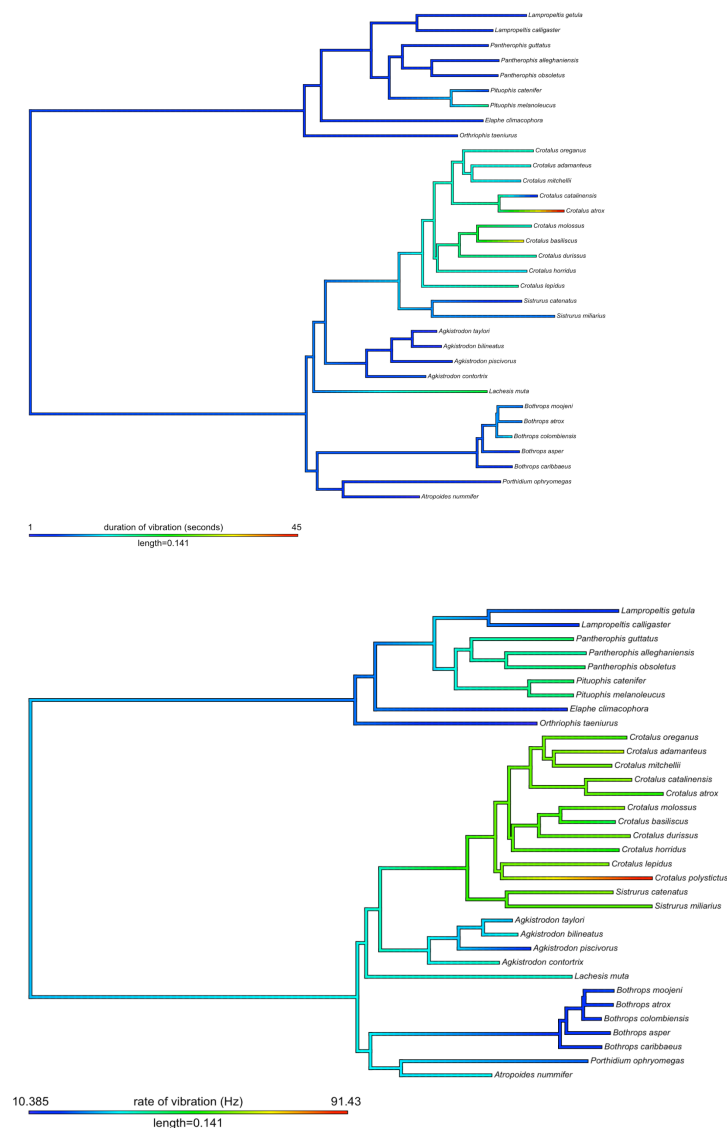 Lampropeltis getula
Lampropeltis calligaster
Pantherophis guttatus
Pantherophis alleghaniensis
Pantherophis obsoletus
Pituophis catenifer
Pituophis melanoleucus
Elaphe climacophora
Orthriophis taeniurus
Crotalus oreganus
Crotalus adamanteus
Crotalus mitchellii
Crotalus catalinensis
Crotalus atrox
Crotalus molossus
Crotalus basiliscus
Crotalus durissus
Crotalus horridus
Crotalus lepidus
Sistrurus catenatus
Sistrurus miliarius
Agkistrodon taylori
Agkistrodon bilineatus
Agkistrodon piscivorus
Agkistrodon contortrix
Lachesis muta
Bothrops moojeni
Bothrops atrox
Bothrops colombiensis
Bothrops asper
Bothrops caribbaeus
Porthidium ophryomegas
Atropoides nummifer
1 duration of vibration (seconds) 45
length=0.141
Lampropeltis getula
Lampropeltis calligaster
Pantherophis guttatus
Pantherophis alleghaniensis
Pantherophis obsoletus
Pituophis catenifer
Pituophis melanoleucus
Elaphe climacophora
Orthriophis taeniurus
Crotalus oreganus
Crotalus adamanteus
Crotalus mitchellii
Crotalus catalinensis
Crotalus atrox
Crotalus molossus
Crotalus basiliscus
Crotalus durissus
Crotalus horridus
Crotalus lepidus
Crotalus polystictus
Sistrurus catenatus
Sistrurus miliarius
Agkistrodon taylori
Agkistrodon bilineatus
Agkistrodon piscivorus
Agkistrodon contortrix
Lachesis muta
Bothrops moojeni
Bothrops atrox
Bothrops colombiensis
Bothrops asper
Bothrops caribbaeus
Porthidium ophryomegas
Atropoides nummifer
10.385 rate of vibration (Hz) 91.43
length=0.141